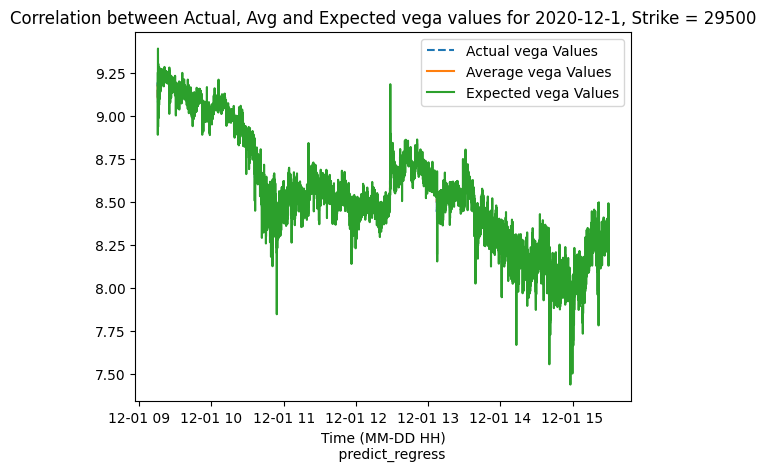 Correlation between Actual, Avg and Expected vega values for 2020-12-1, Strike = 29500
Actual vega Values
Average vega Values
Expected vega Values
9.25
9.00
8.75
8.50
8.25
8.00
7.75
7.50
12-01 09 12-01 10 12-01 11 12-01 12 12-01 13 12-01 14 12-01 15
Time (MM-DD HH)
predict_regress